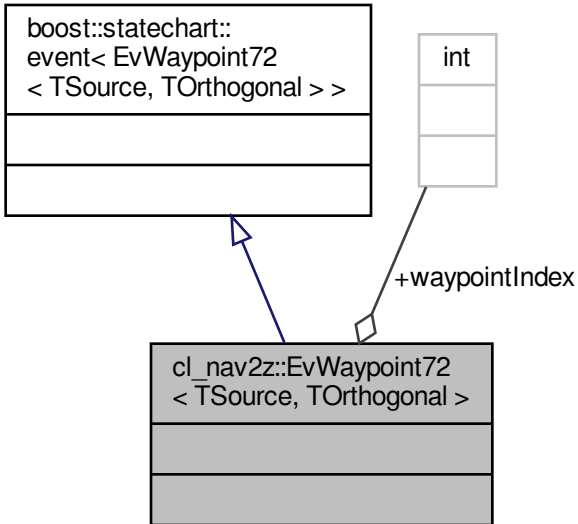 boost::statechart::
event< EvWaypoint72
< TSource, TOrthogonal > >
int
+waypointIndex
cl_nav2z::EvWaypoint72
< TSource, TOrthogonal >